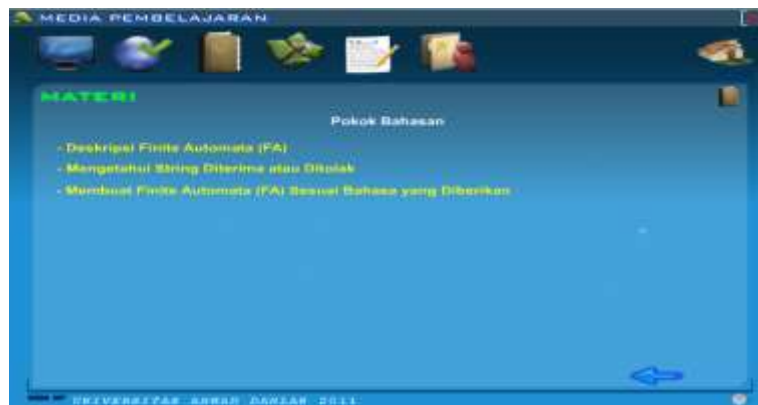 MEDIA PEMBELAJARAN
MATERI
Pokok Bahasan
- Deskripsi Finite Automata (FA)
- Mengetahui String Diterima atau Ditolak
- Membuat Finite Automata (FA) Sesuai Bahasa yang Diberikan
UNIVERSITAS AHMAD DAHLAN 2011